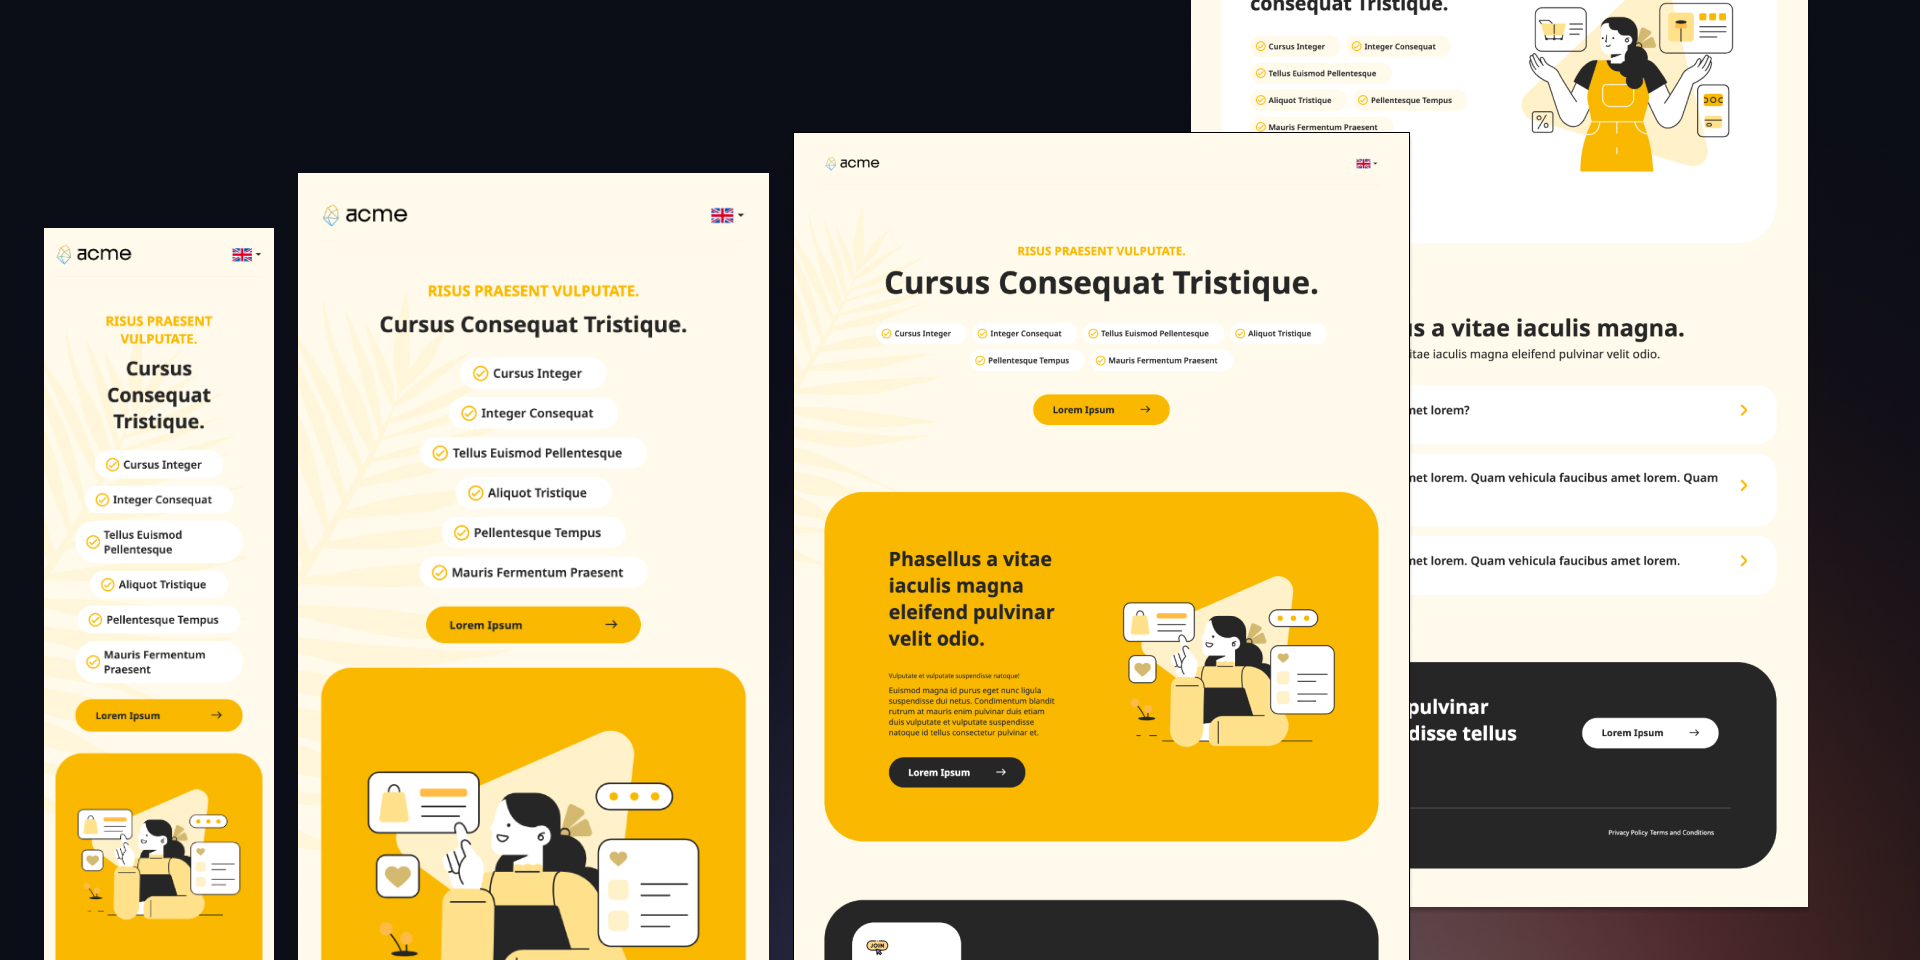 acme
RISUS PRAESENT
VULPUTATE.
Cursus
Consequat
Tristique.
Cursus Integer
Integer Consequat
Tellus Euismod
Pellentesque
Aliquot Tristique
Pellentesque Tempus
Mauris Fermentum
Praesent
Lorem Ipsum
acme
RISUS PRAESENT VULPUTATE.
Cursus Consequat Tristique.
Cursus Integer
Integer Consequat
Tellus Euismod Pellentesque
Aliquot Tristique
Pellentesque Tempus
Mauris Fermentum Praesent
Lorem Ipsum
acme
RISUS PRAESENT VULPUTATE.
Cursus Consequat Tristique.
Cursus Integer Integer Consequat Tellus Euismod Pellentesque Aliquot Tristique
Pellentesque Tempus Mauris Fermentum Praesent
Lorem Ipsum
Phasellus a vitae
iaculis magna
eleifend pulvinar
velit odio.
Vulputate et vulputate suspendisse natoque!
Euismod magna id purus eget nunc ligula
suspendisse dui netus. Condimentum blandit
rutrum at mauris enim pulvinar duis etiam
duis vulputate et vulputate suspendisse
natoque id tellus consectetur pulvinar et.
Lorem Ipsum
JOIN
consequat Tristique.
Cursus Integer Integer Consequat
Tellus Euismod Pellentesque
Aliquot Tristique Pellentesque Tempus
Mauris Fermentum Praesent
%
us a vitae iaculis magna.
itae iaculis magna eleifend pulvinar velit odio.
met lorem?
met lorem. Quam vehicula faucibus amet lorem. Quam
met lorem. Quam vehicula faucibus amet lorem.
pulvinar
disse tellus
Lorem Ipsum
Privacy Policy Terms and Conditions